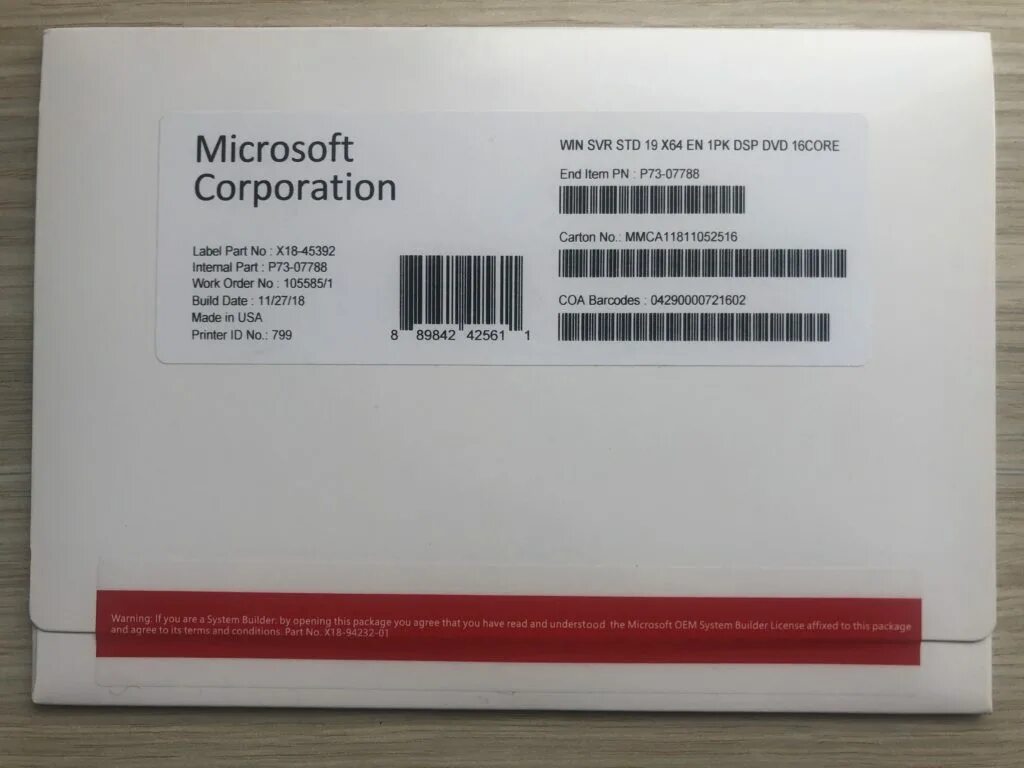 Microsoft
Corporation
Label Part No : X18-45392
Internal Part : P73-07788
Work Order No : 105585/1
Build Date : 11/27/18
Made in USA
Printer ID No.: 799
8 89842 42561 1
WIN SVR STD 19 X64 EN 1PK DSP DVD 16CORE
End Item PN : P73-07788
Carton No.: MMCA11811052516
COA Barcodes : 04290000721602
Warning: If you are a System Builder. by opening this package you agree that you have read and understood the Microsoft OEM System Builder License affixed to this package
and agree to its terms and conditions. Part No. X18-94232-01